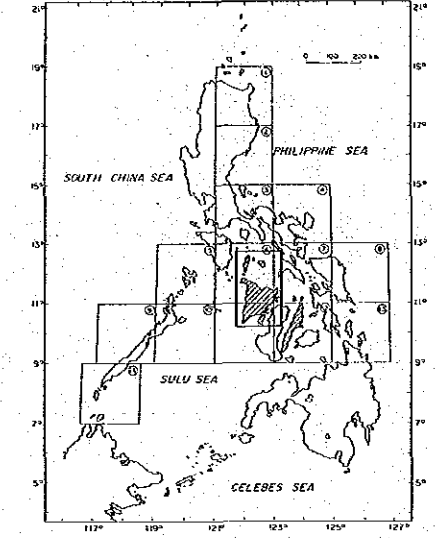 21° 21°
0 100 200 km
19° 19°
17° 17°
PHILIPPINE SEA
SOUTH CHINA SEA
15° 15°
13° 13°
11° 11°
9° 9°
SULU SEA
7° 7°
5° 5°
CELEBES SEA
117° 119° 121° 123° 125° 127°